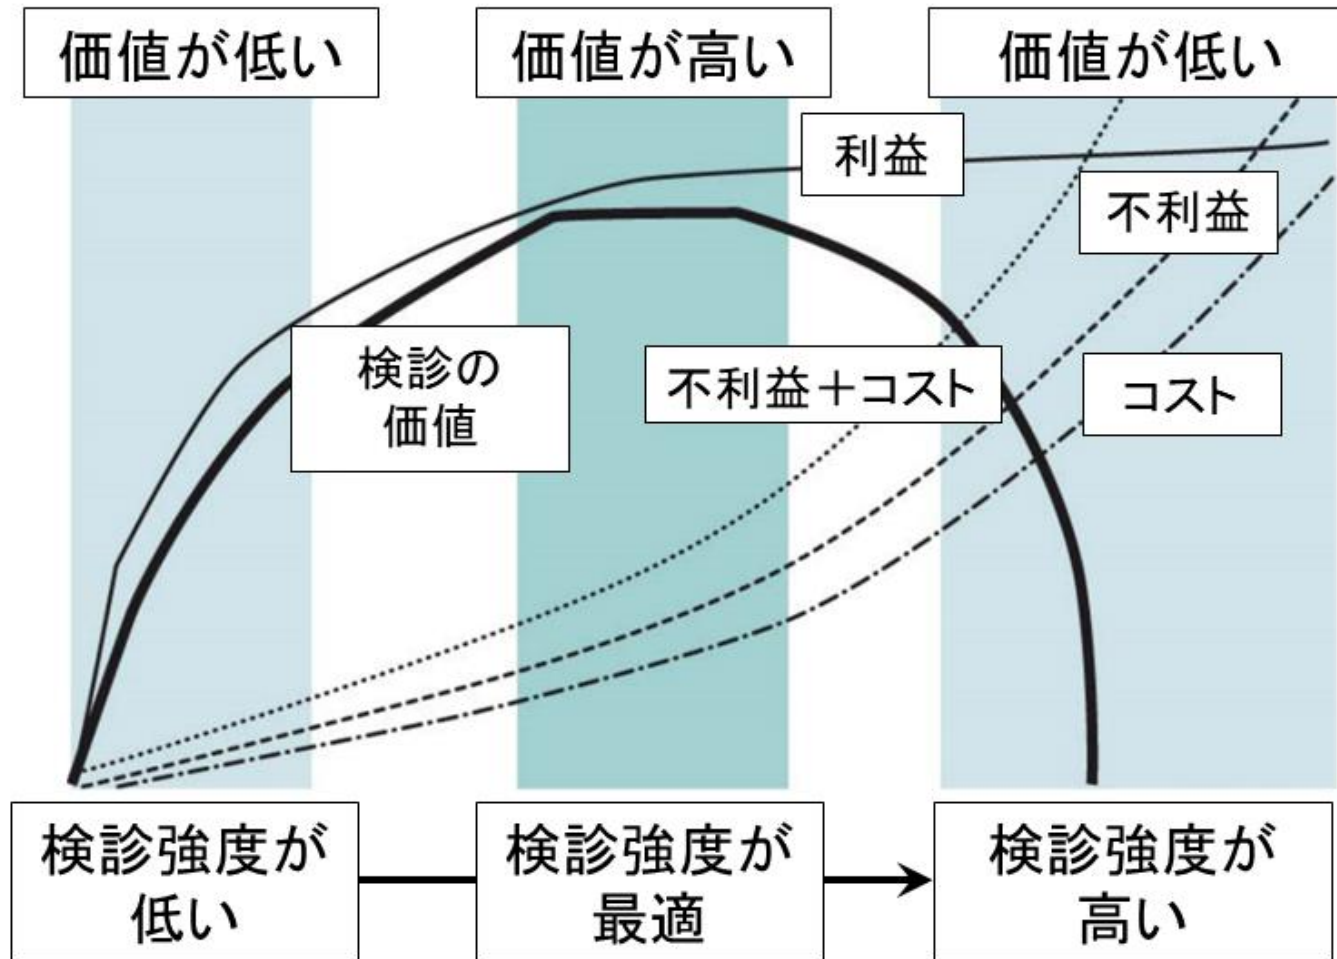 価値が低い
価値が高い
価値が低い
利益
不利益
検診の
価値
不利益+コスト
コスト
検診強度が
低い
検診強度が
最適
検診強度が
高い